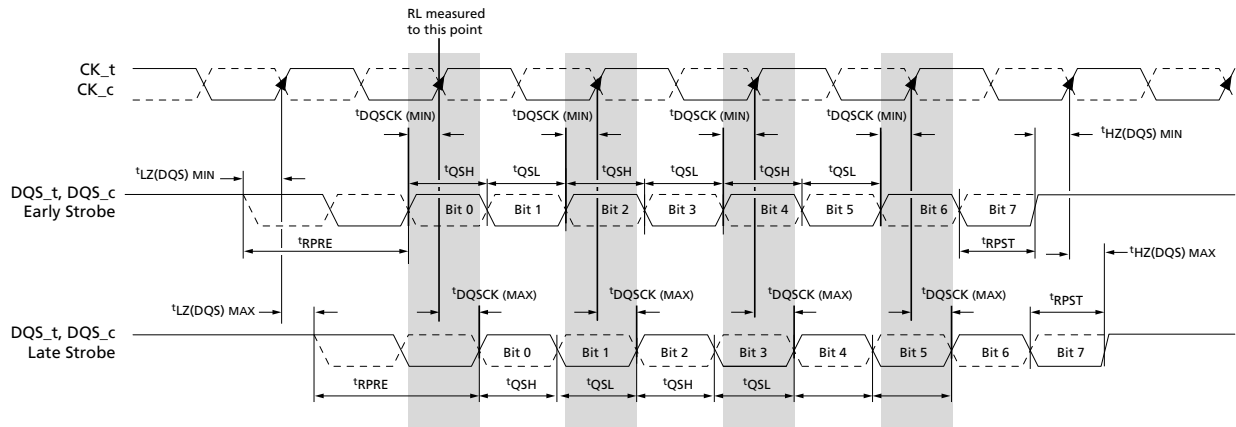 RL measured
to this point
CK_t
CK_c
tDQSCK (MIN) tDQSCK (MIN) tDQSCK (MIN) tDQSCK (MIN)
tHZ(DQS) MIN
tLZ(DQS) MIN
tQSH tQSL tQSH tQSL tQSH tQSL
DQS_t, DQS_c
Early Strobe
Bit 0 Bit 1 Bit 2 Bit 3 Bit 4 Bit 5 Bit 6 Bit 7
tRPRE tRPST
tHZ(DQS) MAX
tLZ(DQS) MAX
tDQSCK (MAX) tDQSCK (MAX) tDQSCK (MAX) tDQSCK (MAX)
tRPST
DQS_t, DQS_c
Late Strobe
Bit 0 Bit 1 Bit 2 Bit 3 Bit 4 Bit 5 Bit 6 Bit 7
tRPRE tQSH tQSL tQSH tQSL